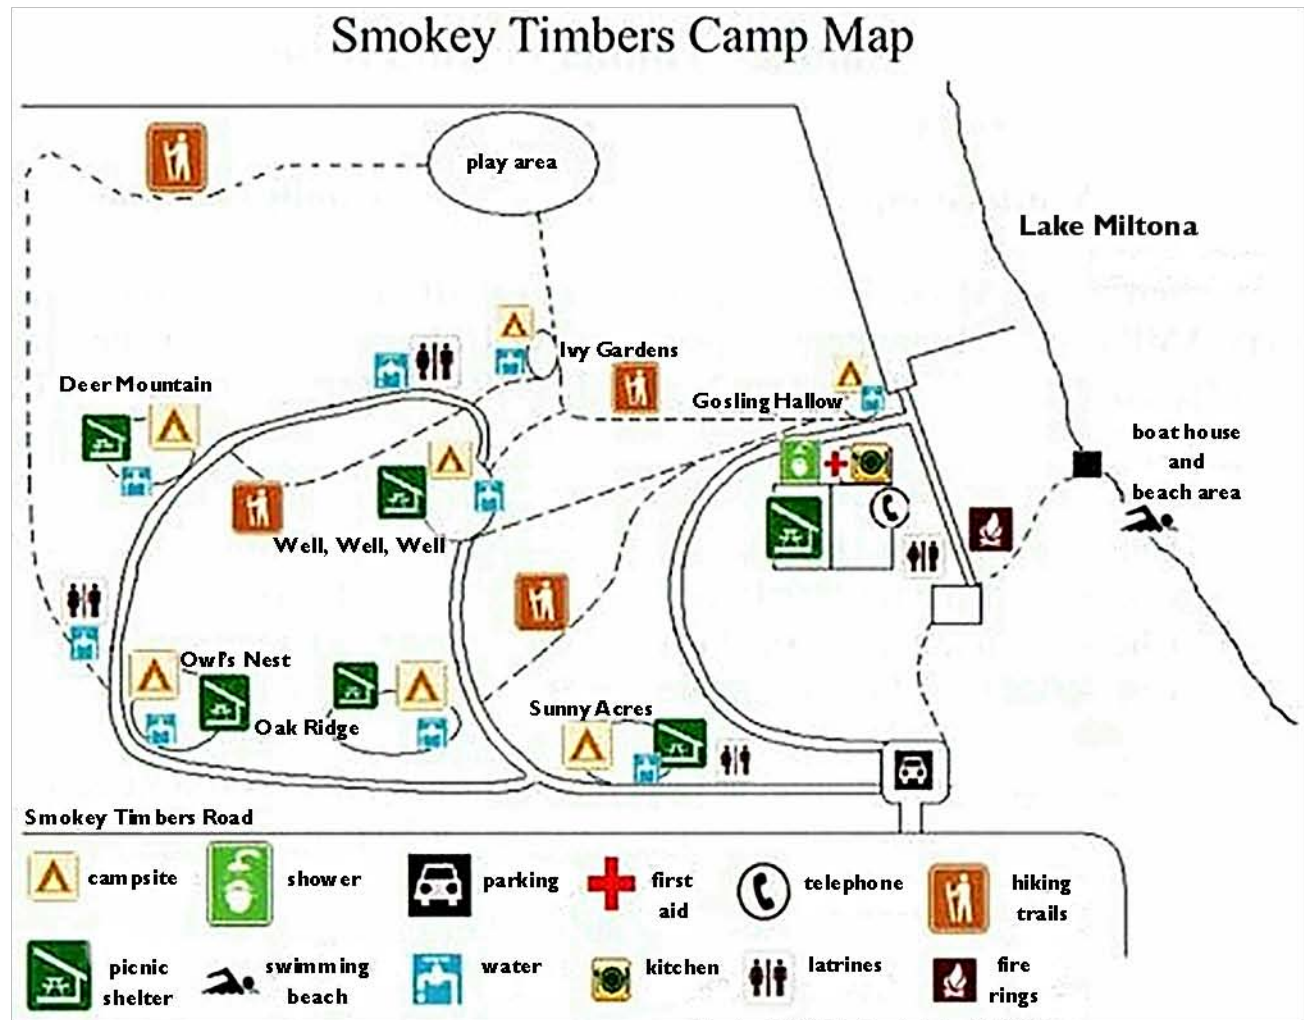 Smokey Timbers Camp Map
play area
Lake Miltona
Ivy Gardens
Deer Mountain
Gosling Hallow
boat house
and
beach area
Well, Well, Well
Owl's Nest
Oak Ridge
Sunny Acres
Smokey Timbers Road
campsite
shower
parking
first
aid
telephone
hiking
trails
picnic
shelter
swimming
beach
water
kitchen
latrines
fire
rings